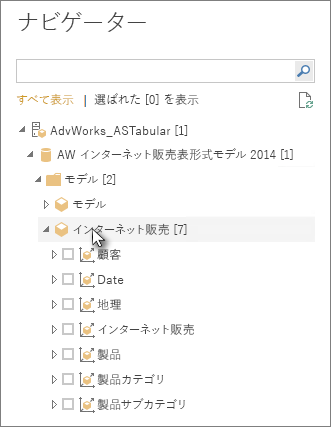 ナビゲーター
すべて表示 | 選ばれた [0] を表示
AdvWorks_ASTabular [1]
AW インターネット販売表形式モデル 2014 [1]
モデル [2]
モデル
インターネット販売 [7]
顧客
Date
地理
インターネット販売
製品
製品カテゴリ
製品サブカテゴリ